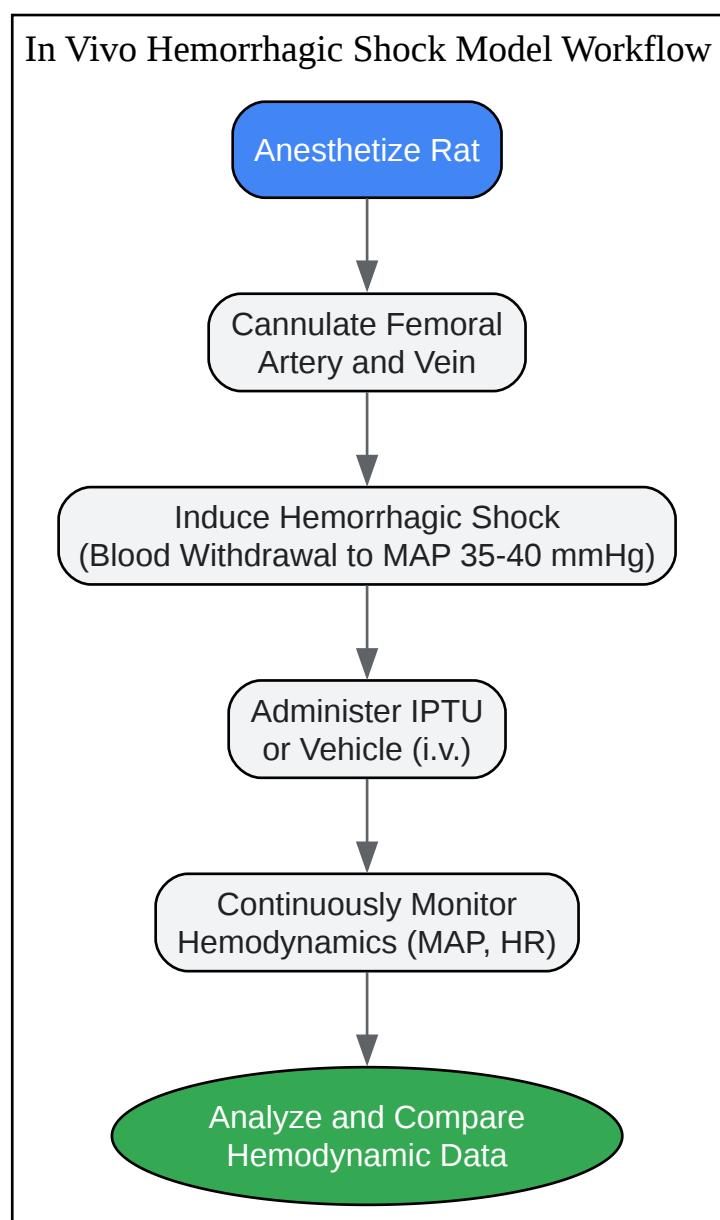 In Vivo Hemorrhagic Shock Model Workflow
Anesthetize Rat
Cannulate Femoral
Artery and Vein
Induce Hemorrhagic Shock
(Blood Withdrawal to MAP 35-40 mmHg)
Administer IPTU
or Vehicle (i.v.)
Continuously Monitor
Hemodynamics (MAP, HR)
Analyze and Compare
Hemodynamic Data